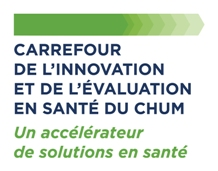 CARREFOUR
DE L'INNOVATION
ET DE L'ÉVALUATION
EN SANTÉ DU CHUM
Un accélérateur
de solutions en santé